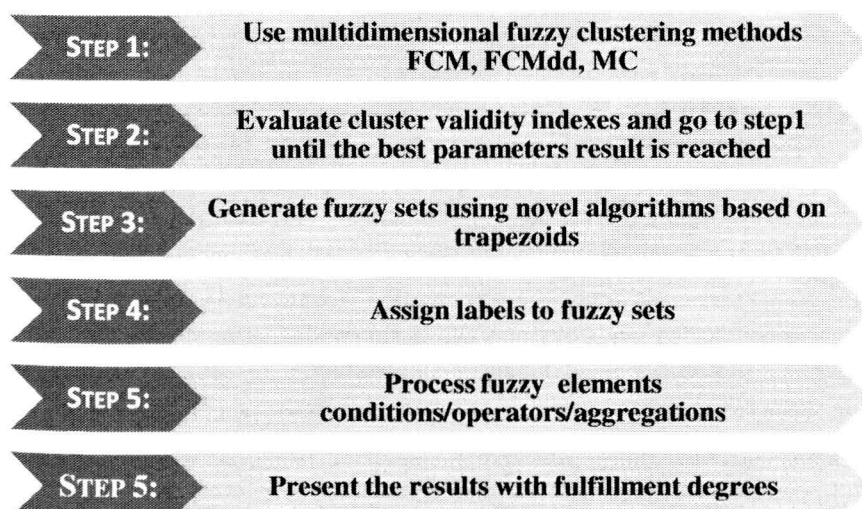 STEP 1:
Use multidimensional fuzzy clustering methods
FCM, FCMdd, MC
STEP 2:
Evaluate cluster validity indexes and go to step1
until the best parameters result is reached
STEP 3:
Generate fuzzy sets using novel algorithms based on
trapezoids
STEP 4:
Assign labels to fuzzy sets
STEP 5:
Process fuzzy elements
conditions/operators/aggregations
STEP 5:
Present the results with fulfillment degrees